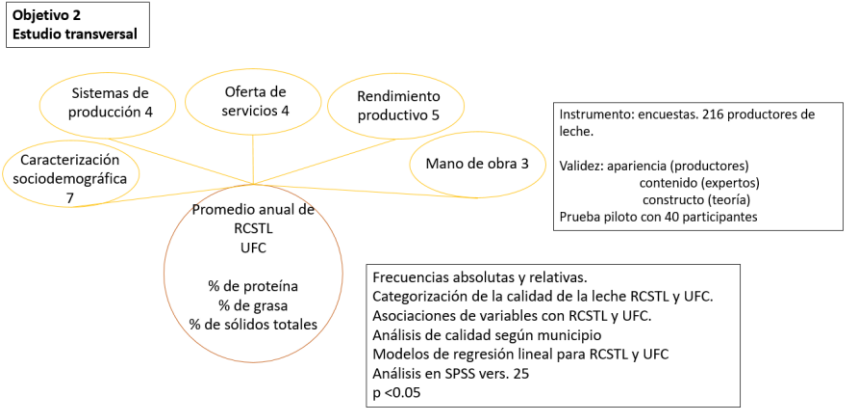 Objetivo 2
Estudio transversal
Sistemas de
producción 4
Oferta de
servicios 4
Rendimiento
productivo 5
Caracterización
sociodemográfica
7
Mano de obra 3
Promedio anual de
RCSTL
UFC
% de proteína
% de grasa
% de sólidos totales
Instrumento: encuestas. 216 productores de
leche.
Validez: apariencia (productores)
contenido (expertos)
constructo (teoría)
Prueba piloto con 40 participantes
Frecuencias absolutas y relativas.
Categorización de la calidad de la leche RCSTL y UFC.
Asociaciones de variables con RCSTL y UFC.
Análisis de calidad según municipio
Modelos de regresión lineal para RCSTL y UFC
Análisis en SPSS vers. 25
p <0.05